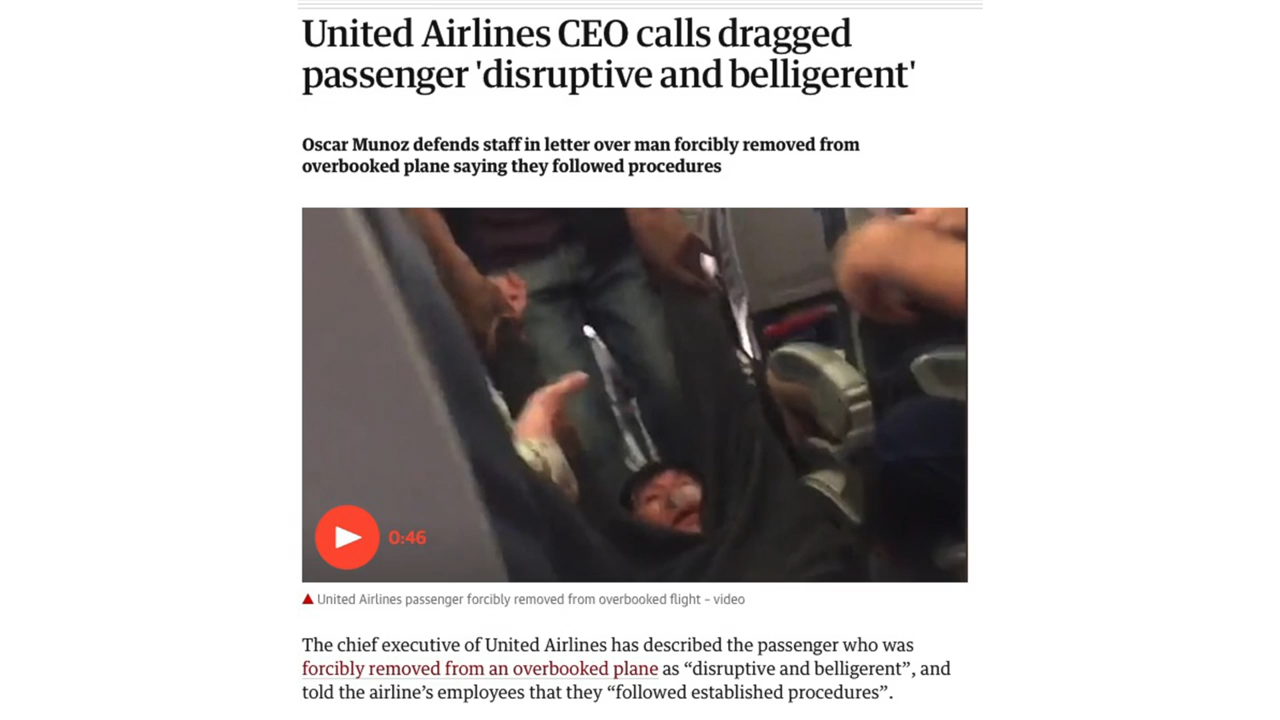 United Airlines CEO calls dragged
passenger 'disruptive and belligerent'
Oscar Munoz defends staff in letter over man forcibly removed from
overbooked plane saying they followed procedures
0:46
United Airlines passenger forcibly removed from overbooked flight – video
The chief executive of United Airlines has described the passenger who was
forcibly removed from an overbooked plane as “disruptive and belligerent”, and
told the airline’s employees that they “followed established procedures”.